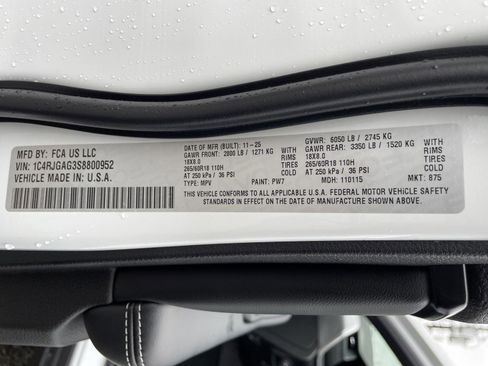 MFD BY: FCA US LLC
VIN: 1C4RJGAG3S8800952
VEHICLE MADE IN: U.S.A.
DATE OF MFR (BUILT): 11-25
GAWR FRONT: 2800 LB / 1271 KG
18X8.0
265/60R18 110H
AT 250 kPa / 36 PSI
TYPE: MPV
WITH
RIMS
TIRES
COLD
PAINT: PW7
GVWR: 6050 LB / 2745 KG
GAWR REAR: 3350 LB / 1520 KG
18X8.0
265/60R18 110H
AT 250 kPa / 36 PSI
MDH: 110115
WITH
RIMS
TIRES
COLD
MKT: 875
THIS VEHICLE CONFORMS TO ALL APPLICABLE U.S.A. FEDERAL MOTOR VEHICLE SAFETY
STANDARDS IN EFFECT ON THE DATE OF MANUFACTURE SHOWN ABOVE.